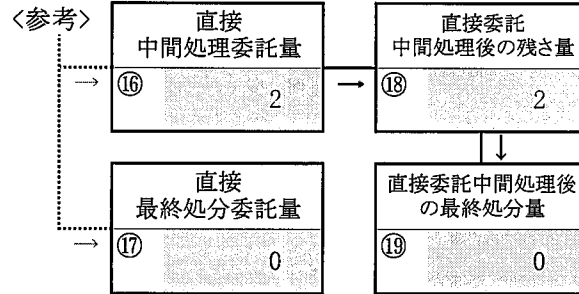 〈参考〉
直接
中間処理委託量
⑯
2
→
→
直接委託
中間処理後の残さ量
⑱
2
↓
直接
最終処分委託量
⑰
0
→
直接委託中間処理後
の最終処分量
⑲
0